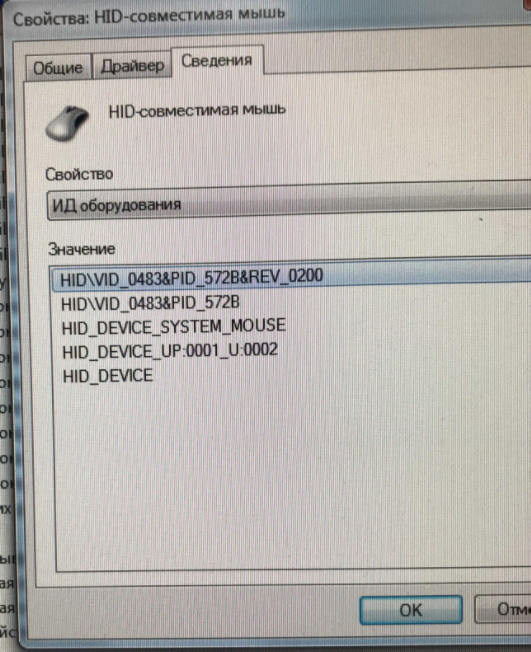 Свойства: HID-совместимая мышь
Общие
Драйвер
Сведения
HID-совместимая мышь
Свойство
ИД оборудования
Значение
HID\VID_0483&PID_572B&REV_0200
HID\VID_0483&PID_572B
HID_DEVICE_SYSTEM_MOUSE
HID_DEVICE_UP:0001_U:0002
HID_DEVICE
OK